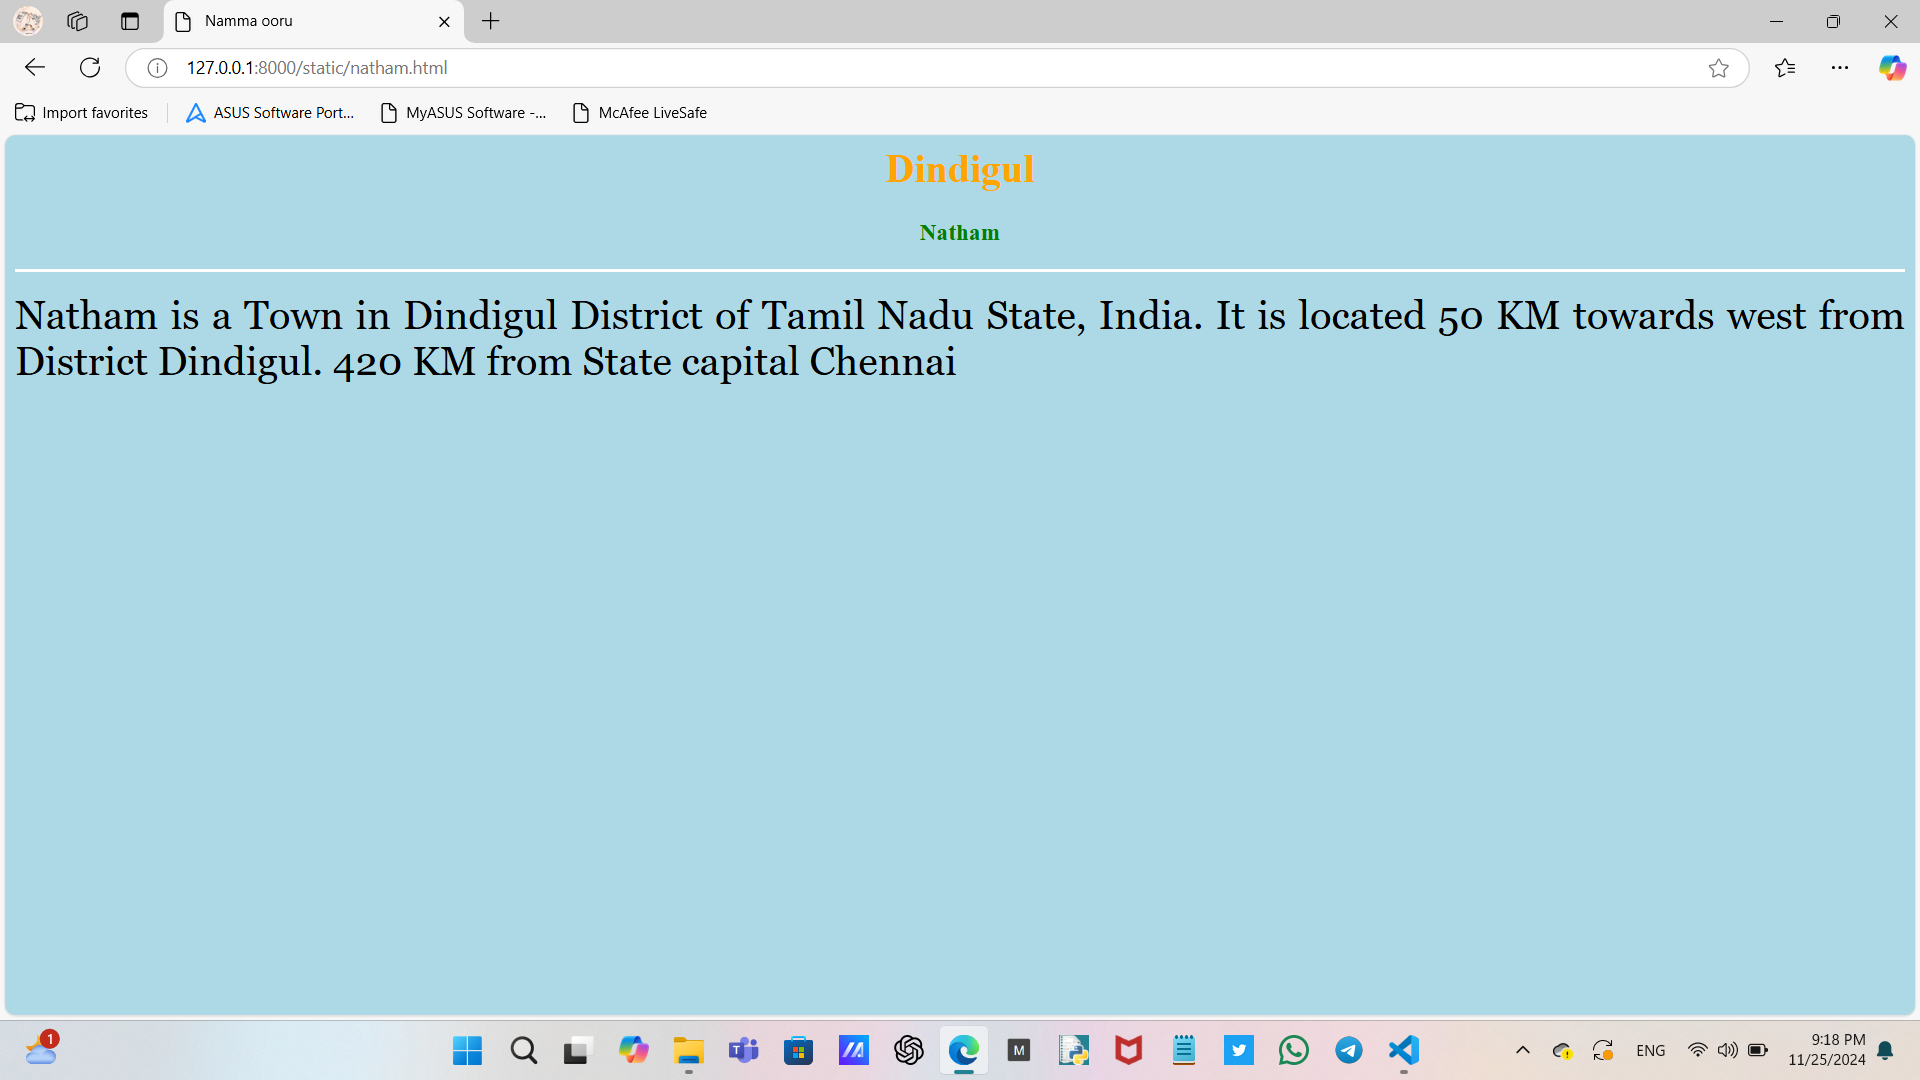 Namma ooru
127.0.0.1:8000/static/natham.html
Import favorites
ASUS Software Port...
MyASUS Software -...
McAfee LiveSafe
Dindigul
Natham
Natham is a Town in Dindigul District of Tamil Nadu State, India. It is located 50 KM towards west from
District Dindigul. 420 KM from State capital Chennai
1
M
ENG
9:18 PM
11/25/2024